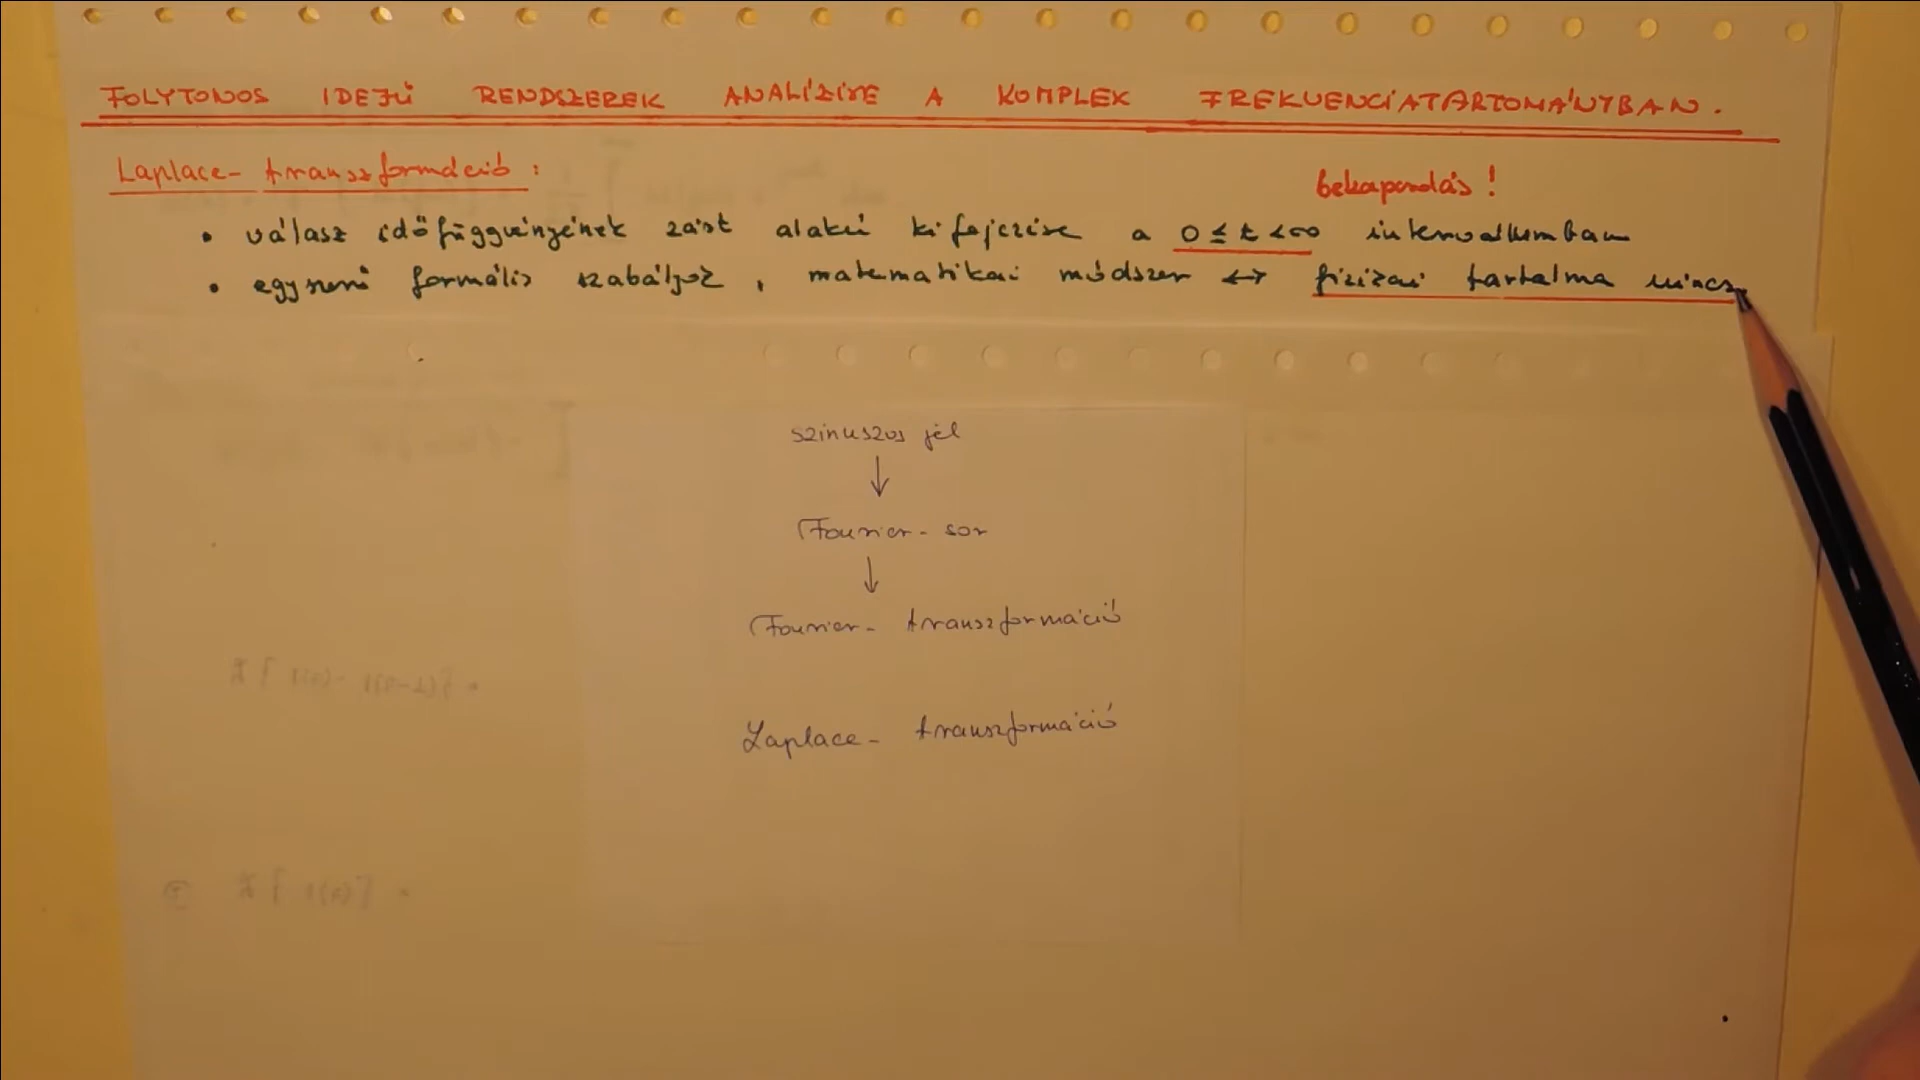 FOLYTONOS IDEJŰ RENDSZEREK ANALÍZISE A KOMPLEX FREKVENCIATARTOMÁNYBAN.
Laplace- transzformáció:
bekapcsolás!
• válasz időfüggvényének zárt alakú kifejezése a 0 ≤ t < ∞ intervallumban
• egyszerű formális szabályok, matematikai módszer ↔ fizikai tartalma nincs
szinuszos jel
↓
Fourier- sor
↓
Fourier- transzformáció
Laplace- transzformáció